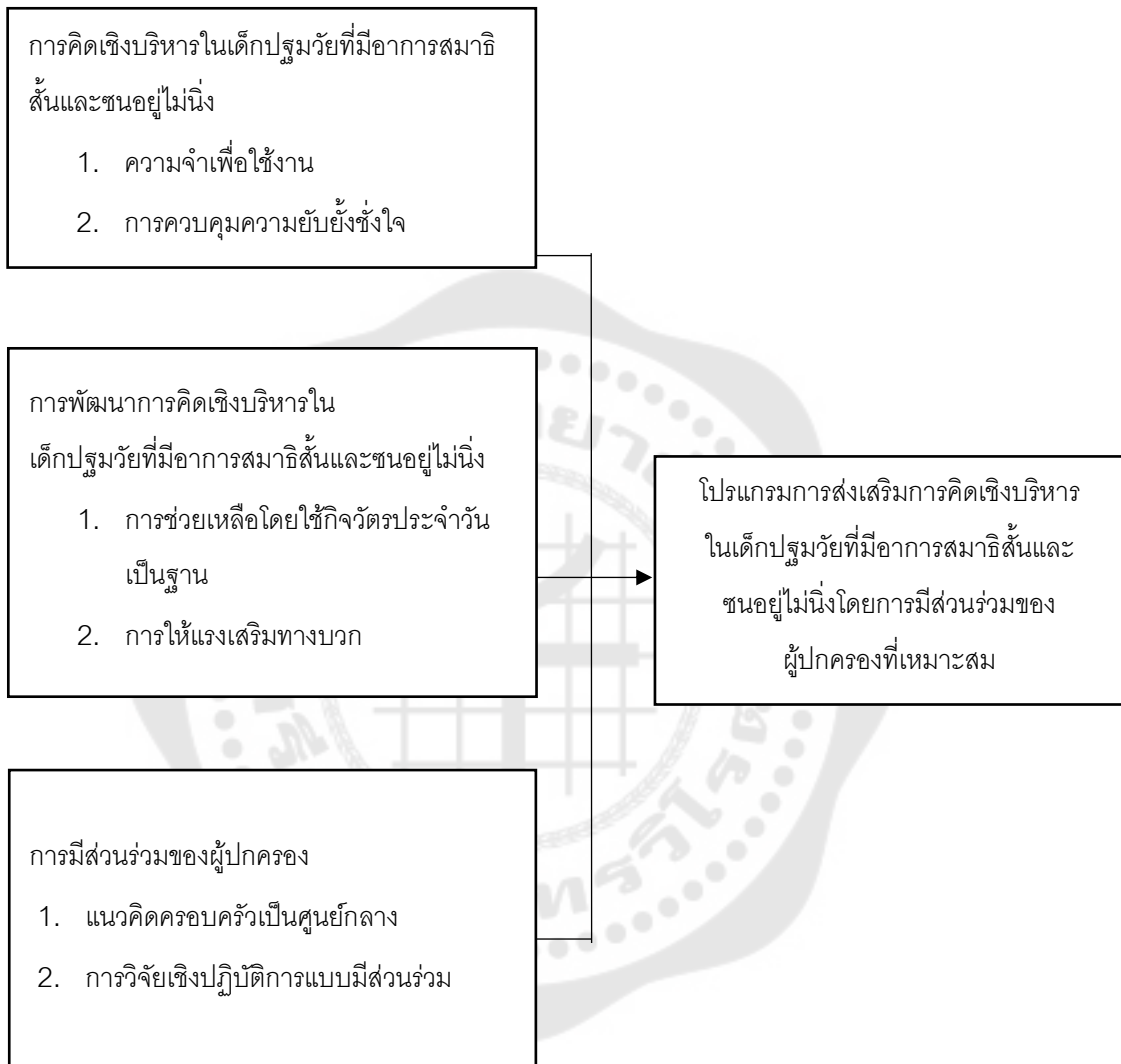 การคิดเชิงบริหารในเด็กปฐมวัยที่มีอาการสมาธิ
สั้นและซนอยู่ไม่นิ่ง
1. ความจำเพื่อใช้งาน
2. การควบคุมความยับยั้งชั่งใจ
การพัฒนาการคิดเชิงบริหารใน
เด็กปฐมวัยที่มีอาการสมาธิสั้นและซนอยู่ไม่นิ่ง
1. การช่วยเหลือโดยใช้กิจวัตรประจำวัน
เป็นฐาน
2. การให้แรงเสริมทางบวก
การมีส่วนร่วมของผู้ปกครอง
1. แนวคิดครอบครัวเป็นศูนย์กลาง
2. การวิจัยเชิงปฏิบัติการแบบมีส่วนร่วม
โปรแกรมการส่งเสริมการคิดเชิงบริหาร
ในเด็กปฐมวัยที่มีอาการสมาธิสั้นและ
ซนอยู่ไม่นิ่งโดยการมีส่วนร่วมของ
ผู้ปกครองที่เหมาะสม